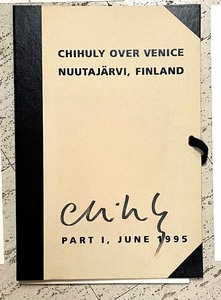 CHIHULY OVER VENICE
NUUTAJÄRVI, FINLAND
Chihuly
PART I, JUNE 1995